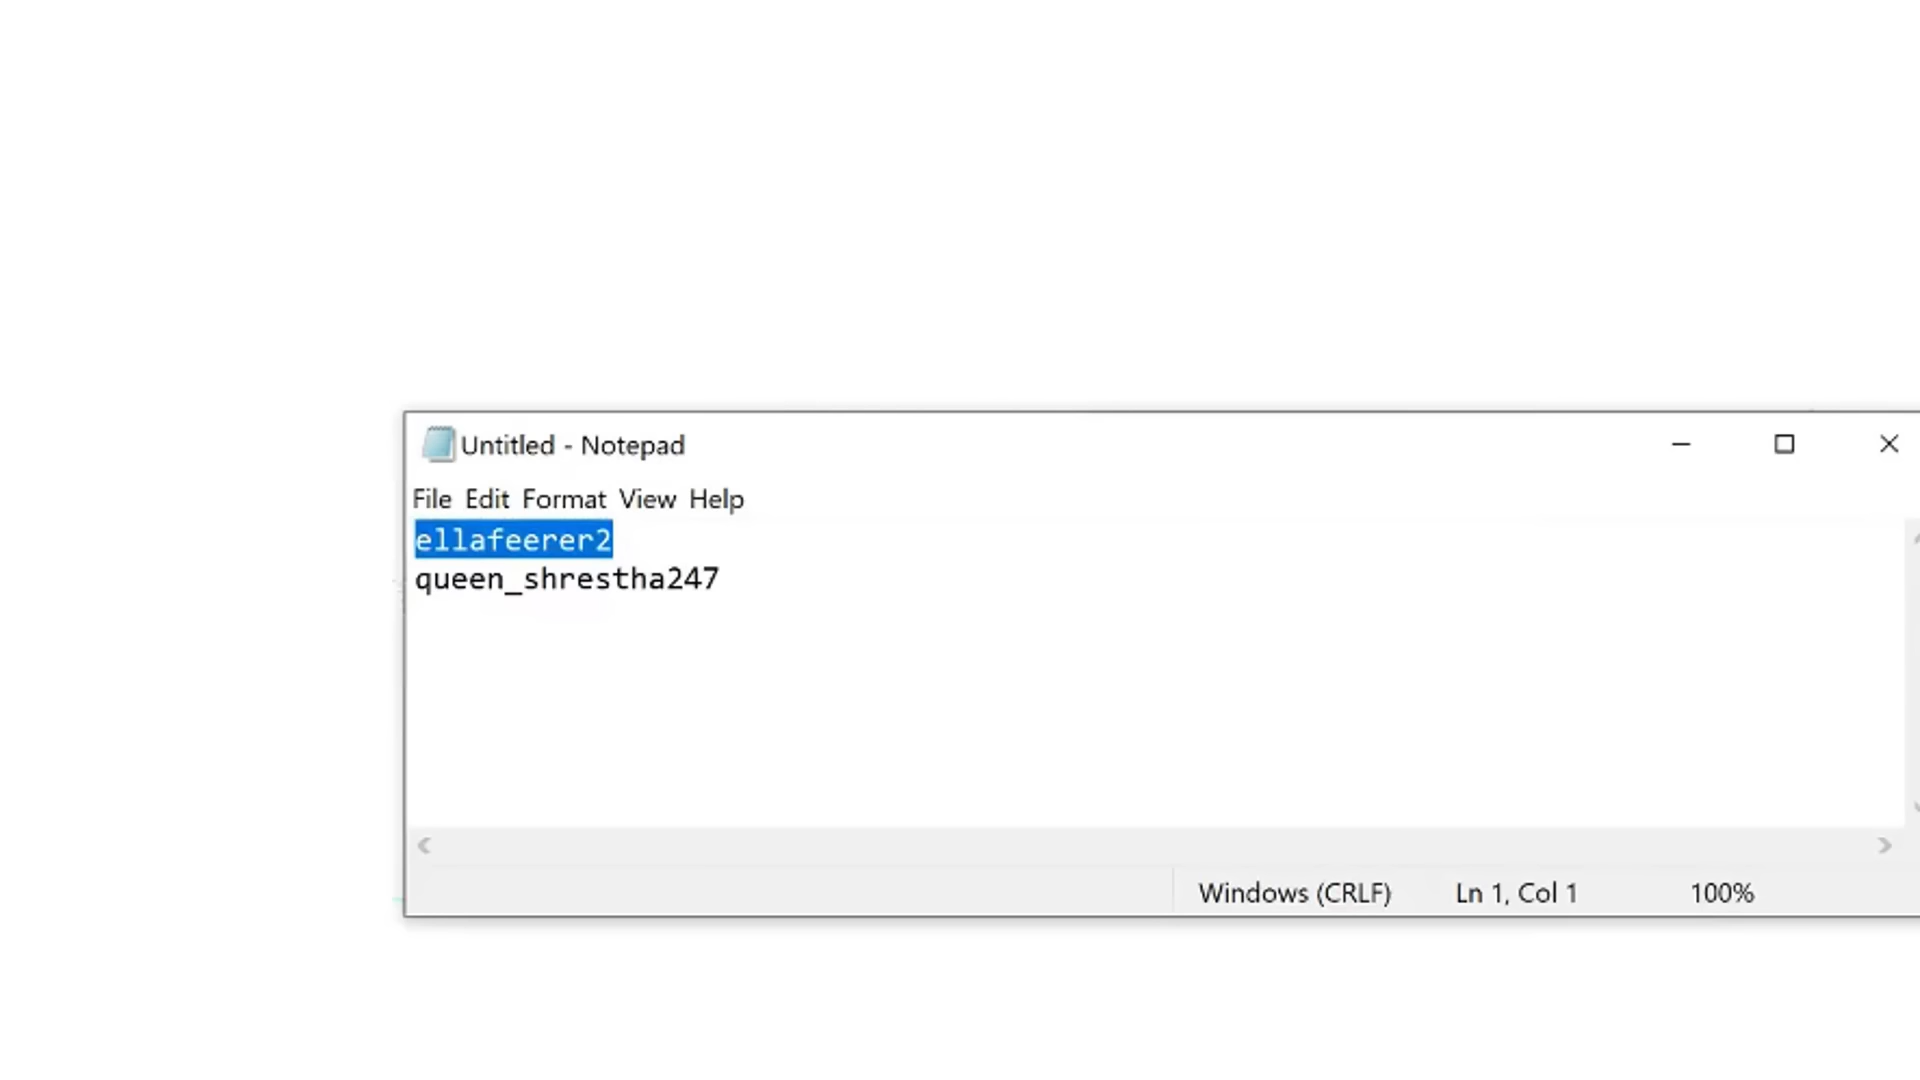 Untitled - Notepad
File Edit Format View Help
ellafeerer2
queen_shrestha247
Windows (CRLF) Ln 1, Col 1 100%